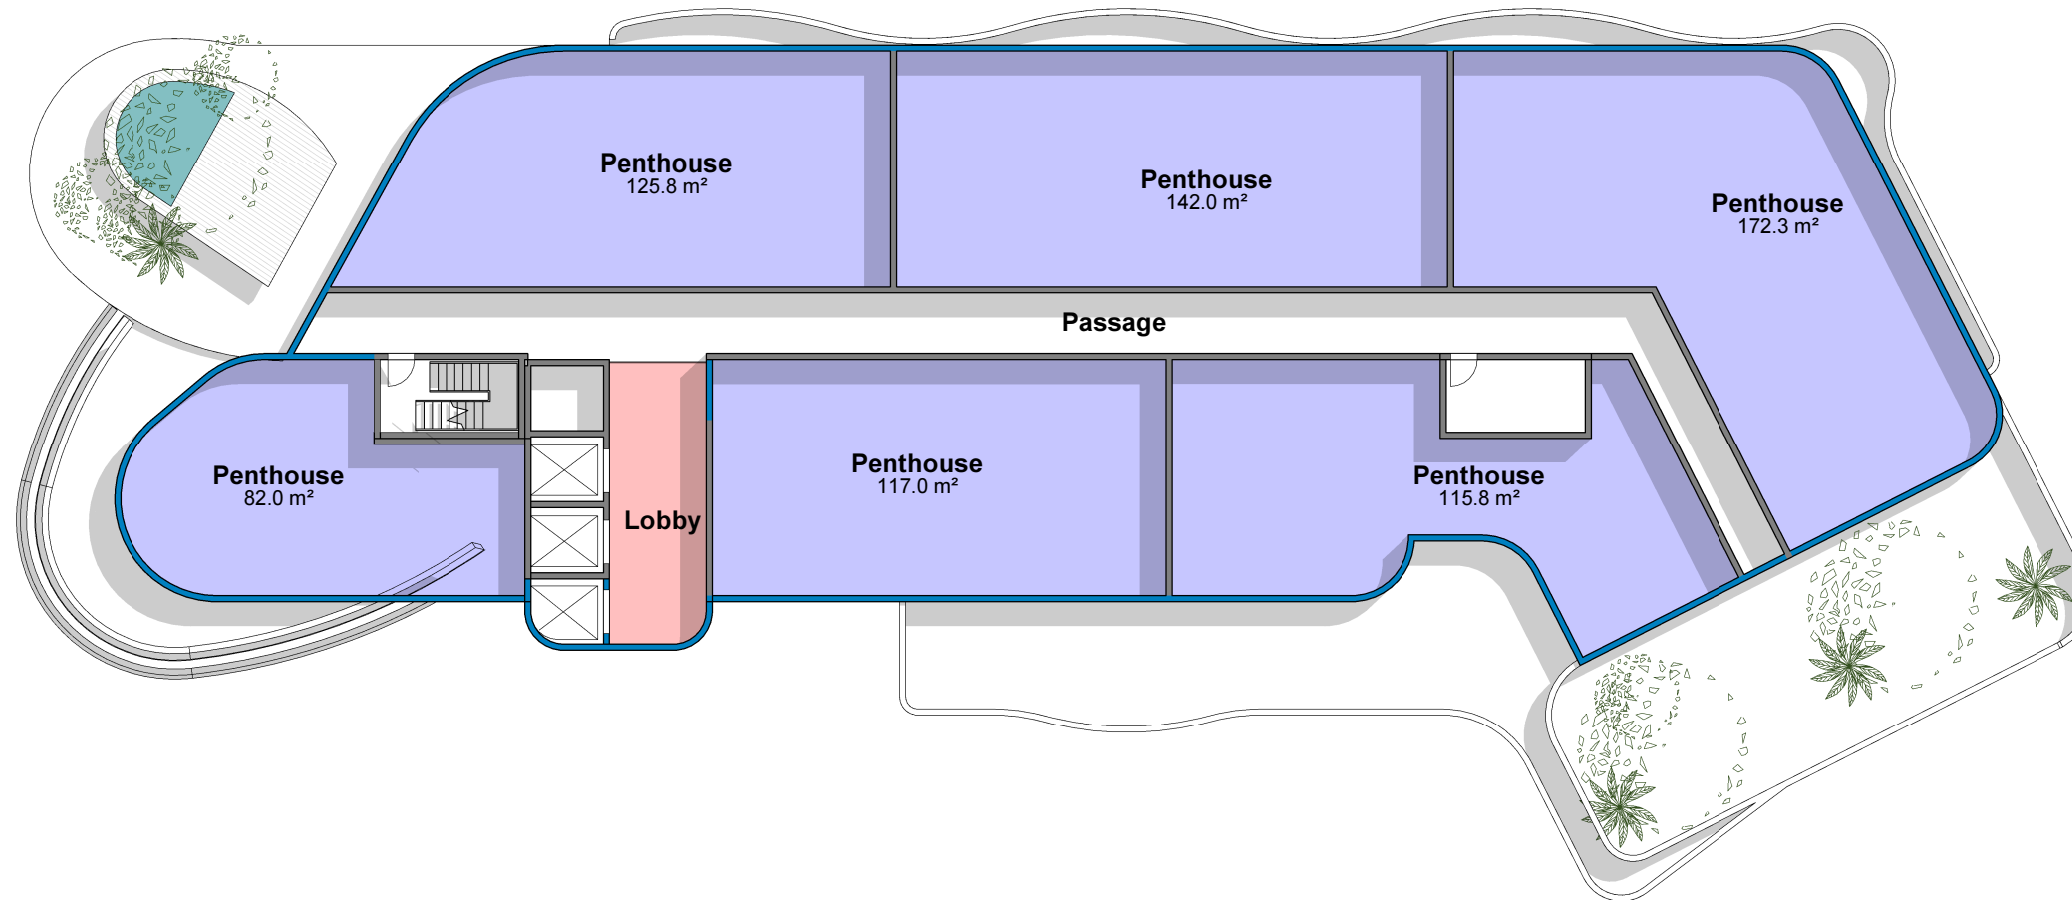 Penthouse
125.8 m²
Penthouse
142.0 m²
Penthouse
172.3 m²
Passage
Penthouse
82.0 m²
Lobby
Penthouse
117.0 m²
Penthouse
115.8 m²